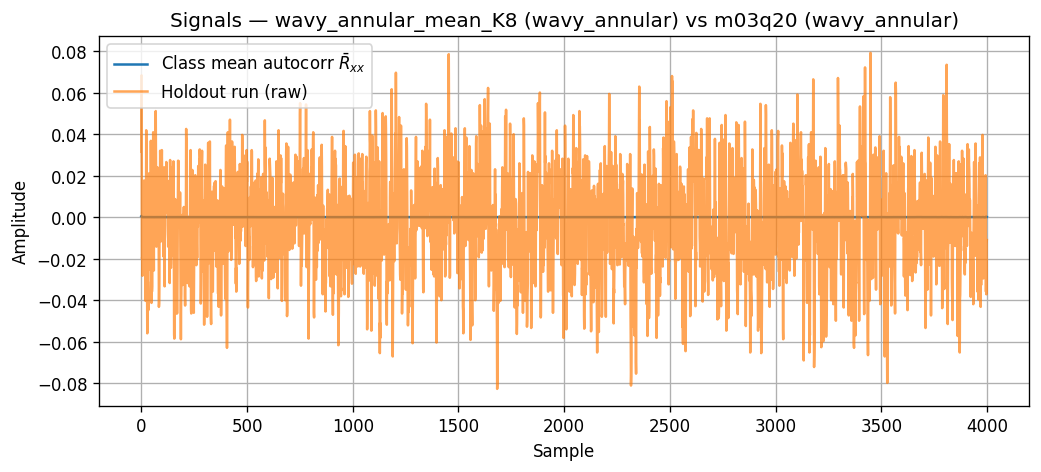 Signals — wavy_annular_mean_K8 (wavy_annular) vs m03q20 (wavy_annular)
Class mean autocorr R̄xx
Holdout run (raw)
Amplitude
0.08
0.06
0.04
0.02
0.00
−0.02
−0.04
−0.06
−0.08
0 500 1000 1500 2000 2500 3000 3500 4000
Sample